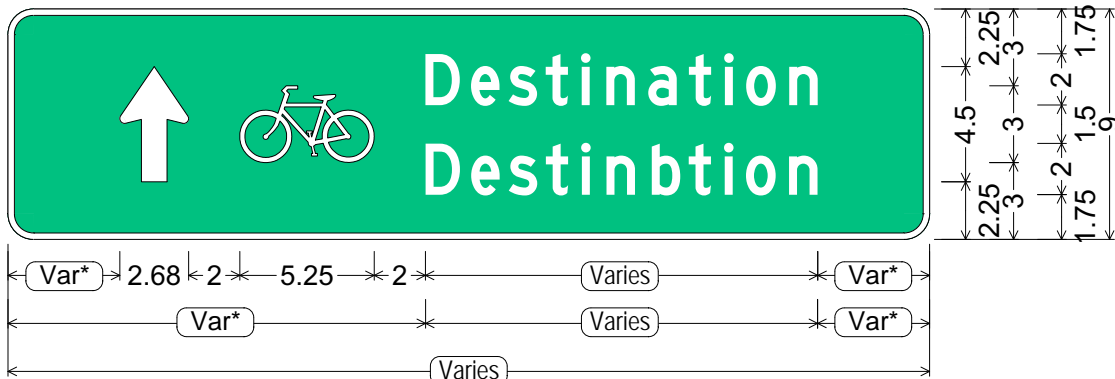 Destination
Destinbtion
2.25
4.5
2.25
3
3
3
1.75
2
1.5
2
1.75
9
Var* 2.68 2 5.25 2 Varies Var*
Var* Varies Var*
Varies